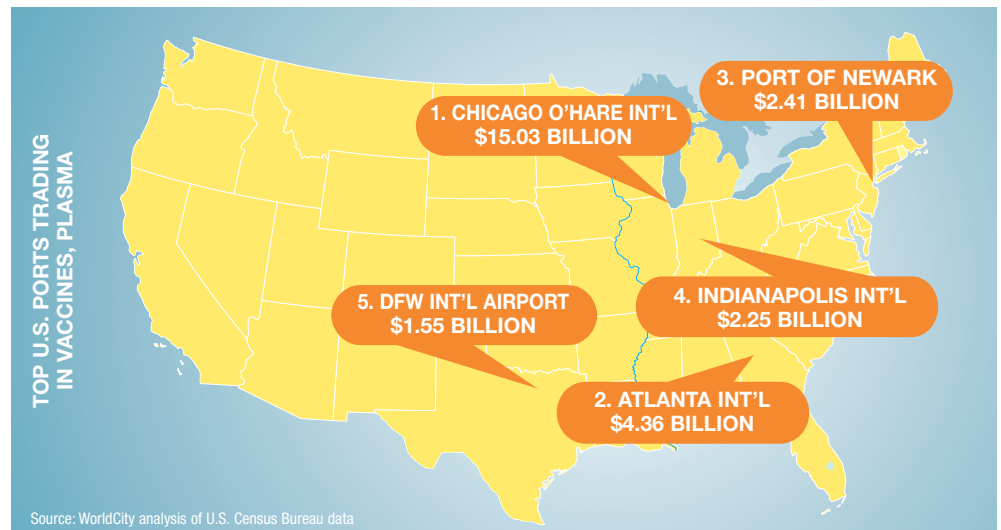 TOP U.S. PORTS TRADING
IN VACCINES, PLASMA
1. CHICAGO O’HARE INT’L
$15.03 BILLION
3. PORT OF NEWARK
$2.41 BILLION
5. DFW INT’L AIRPORT
$1.55 BILLION
4. INDIANAPOLIS INT’L
$2.25 BILLION
2. ATLANTA INT’L
$4.36 BILLION
Source: WorldCity analysis of U.S. Census Bureau data